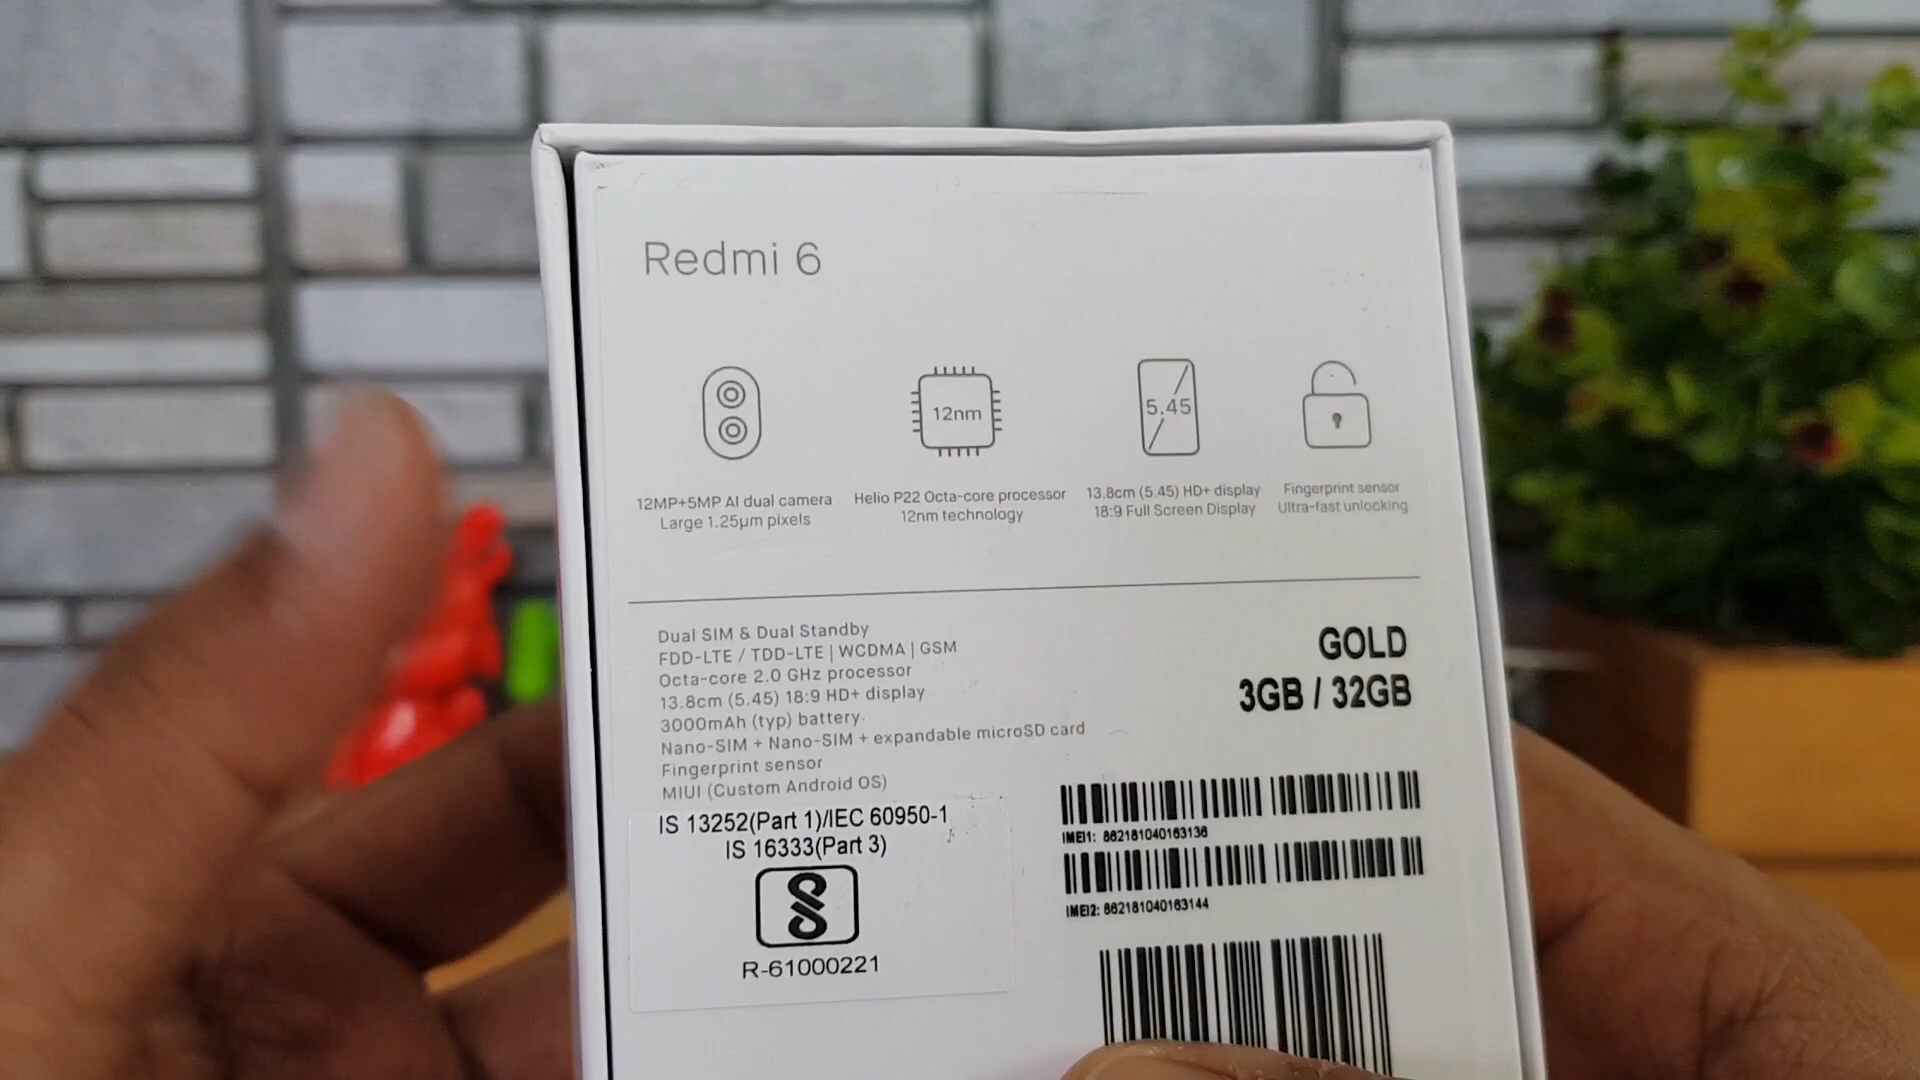 Redmi 6
12nm
5.45
12MP+5MP AI dual camera
Large 1.25µm pixels
Helio P22 Octa-core processor
12nm technology
13.8cm (5.45) HD+ display
18:9 Full Screen Display
Fingerprint sensor
Ultra-fast unlocking
Dual SIM & Dual Standby
FDD-LTE / TDD-LTE | WCDMA | GSM
Octa-core 2.0 GHz processor
13.8cm (5.45) 18:9 HD+ display
3000mAh (typ) battery
Nano-SIM + Nano-SIM + expandable microSD card
Fingerprint sensor
MIUI (Custom Android OS)
GOLD
3GB / 32GB
IS 13252(Part 1)/IEC 60950-1
IS 16333(Part 3)
R-61000221
IMEI1: 862181040163136
IMEI2: 862181040163144